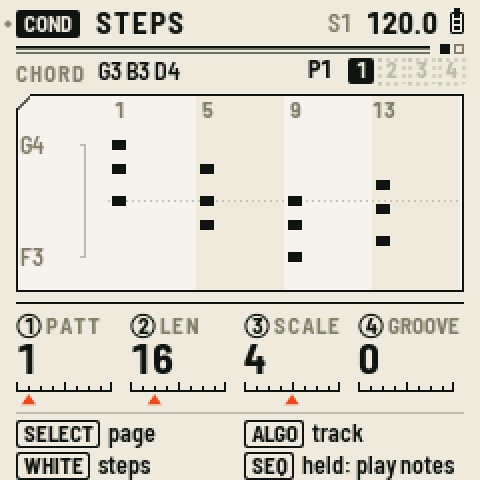 COND STEPS S1 120.0
CHORD G3 B3 D4 P1 1 2 3 4
1 5 9 13
G4
F3
1 PATT 2 LEN 3 SCALE 4 GROOVE
1 16 4 0
SELECT page ALGO track
WHITE steps SEQ held: play notes